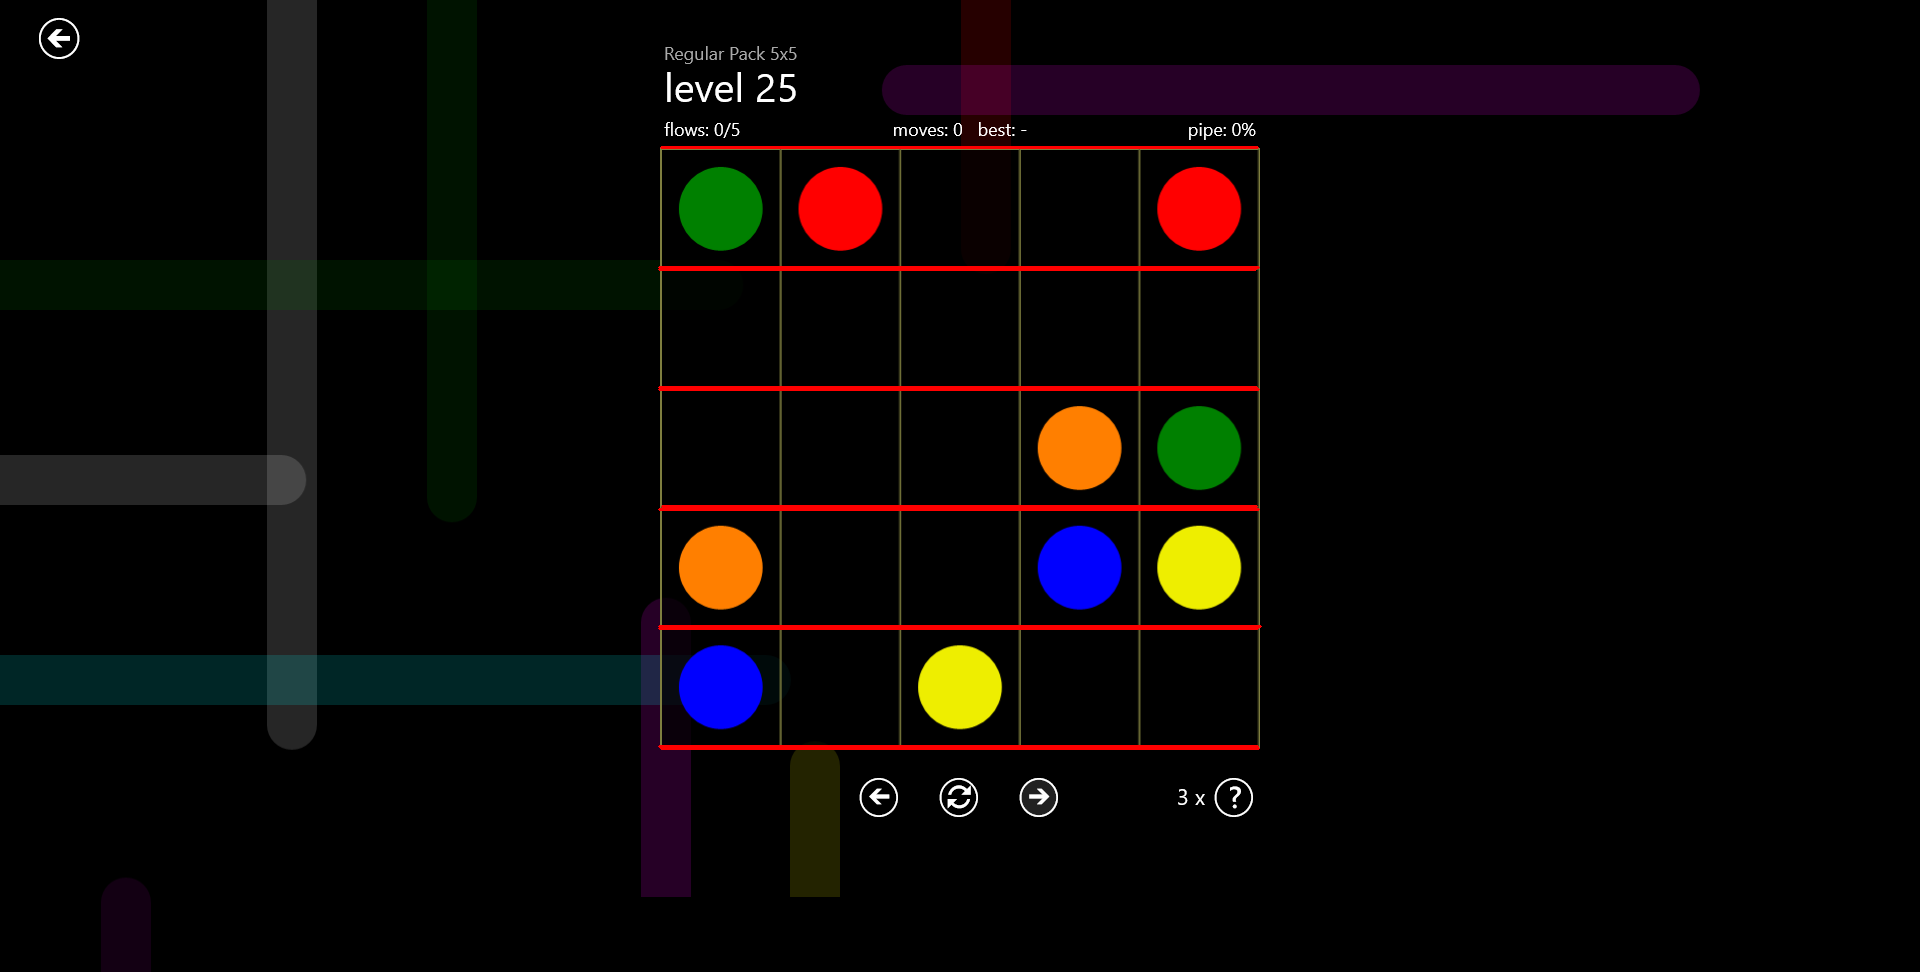 Regular Pack 5x5
level 25
flows: 0/5 moves: 0 best: - pipe: 0%
3 x ?